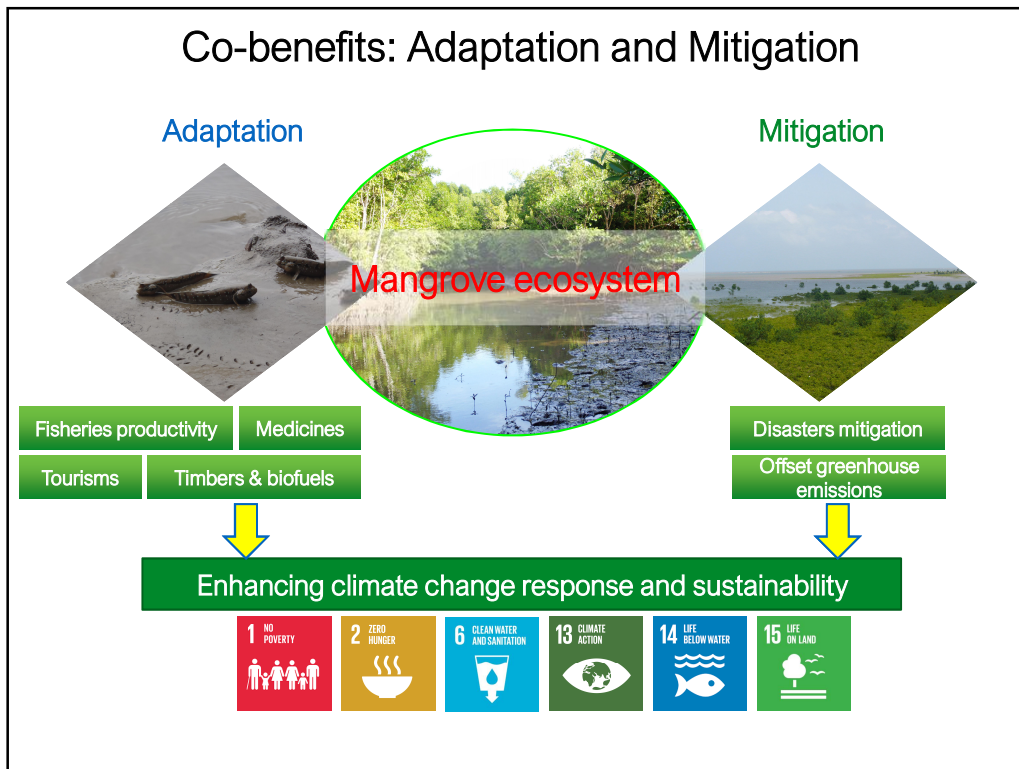 Co-benefits: Adaptation and Mitigation
Adaptation
Mitigation
Mangrove ecosystem
Fisheries productivity
Medicines
Tourisms
Timbers & biofuels
Disasters mitigation
Offset greenhouse
emissions
Enhancing climate change response and sustainability
1 NO
POVERTY
2 ZERO
HUNGER
6 CLEAN WATER
AND SANITATION
13 CLIMATE
ACTION
14 LIFE
BELOW WATER
15 LIFE
ON LAND